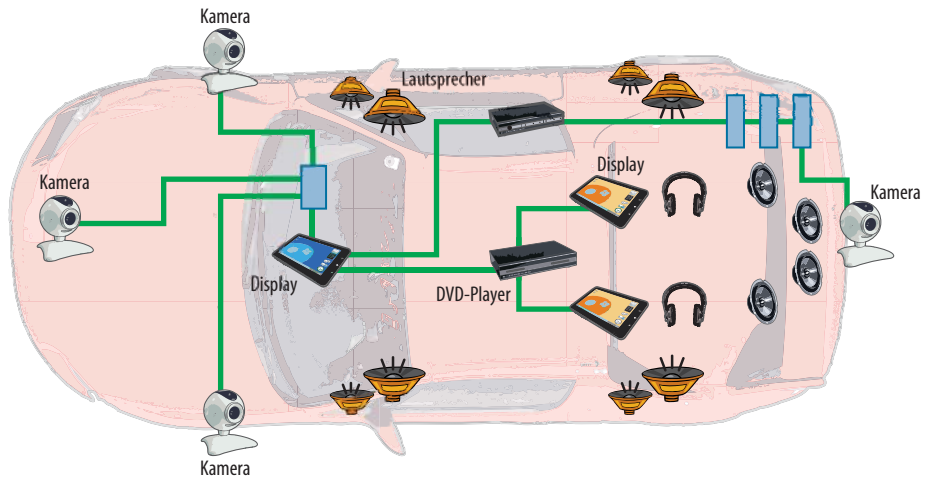 Kamera
Lautsprecher
Kamera
Display
Kamera
Display
DVD-Player
Kamera